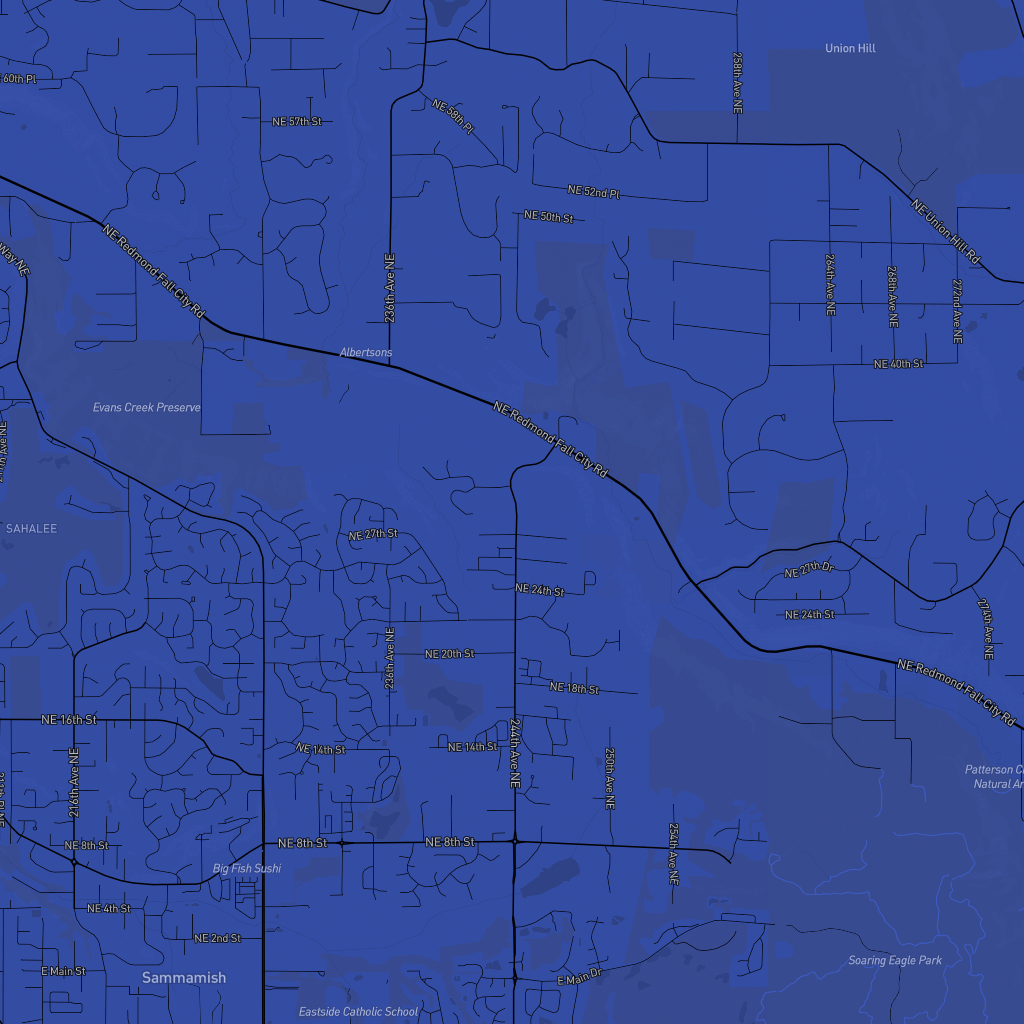 Union Hill
258th Ave NE
60th Pl
NE 58th Pl
NE 57th St
NE 52nd Pl
NE 50th St
NE Union Hill Rd
Way NE
NE Redmond Fall City Rd
236th Ave NE
264th Ave NE
268th Ave NE
272nd Ave NE
Albertsons
NE 40th St
Evans Creek Preserve
NE Redmond Fall City Rd
SAHALEE
NE 27th St
NE 27th Dr
NE 24th St
NE 24th St
274th Ave NE
236th Ave NE
NE 20th St
NE 18th St
NE Redmond Fall City Rd
NE 16th St
NE 14th St
NE 14th St
244th Ave NE
216th Ave NE
250th Ave NE
Natural
NE 8th St
NE 8th St
NE 8th St
254th Ave NE
Big Fish Sushi
NE 4th St
NE 2nd St
E Main St
Sammamish
E Main Dr
Soaring Eagle Park
Eastside Catholic School